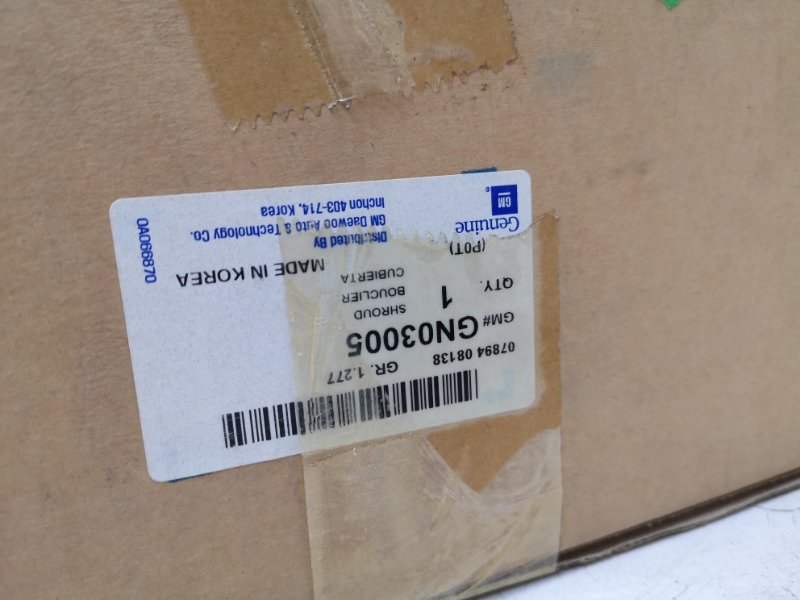 07894 08138 GR. 1.277
GM# GN03005
SHROUD
QTY. 1 BOUCLIER
CUBIERTA
(P0T) MADE IN KOREA
GM
Genuine
Distributed By
GM Daewoo Auto & Technology Co.
Inchon 403-714, Korea
0A066870